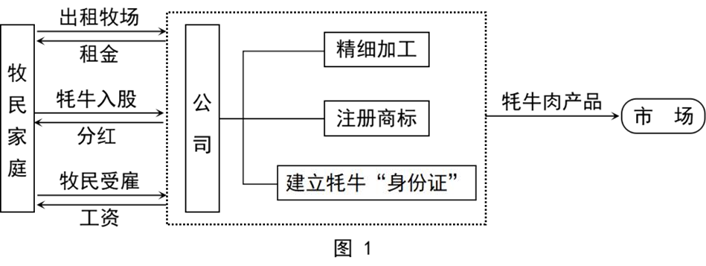 出租牧场
租金
牦牛入股
分红
牧民受雇
工资
牧民家庭
公司
精细加工
注册商标
建立牦牛“身份证”
牦牛肉产品
市 场
图 1